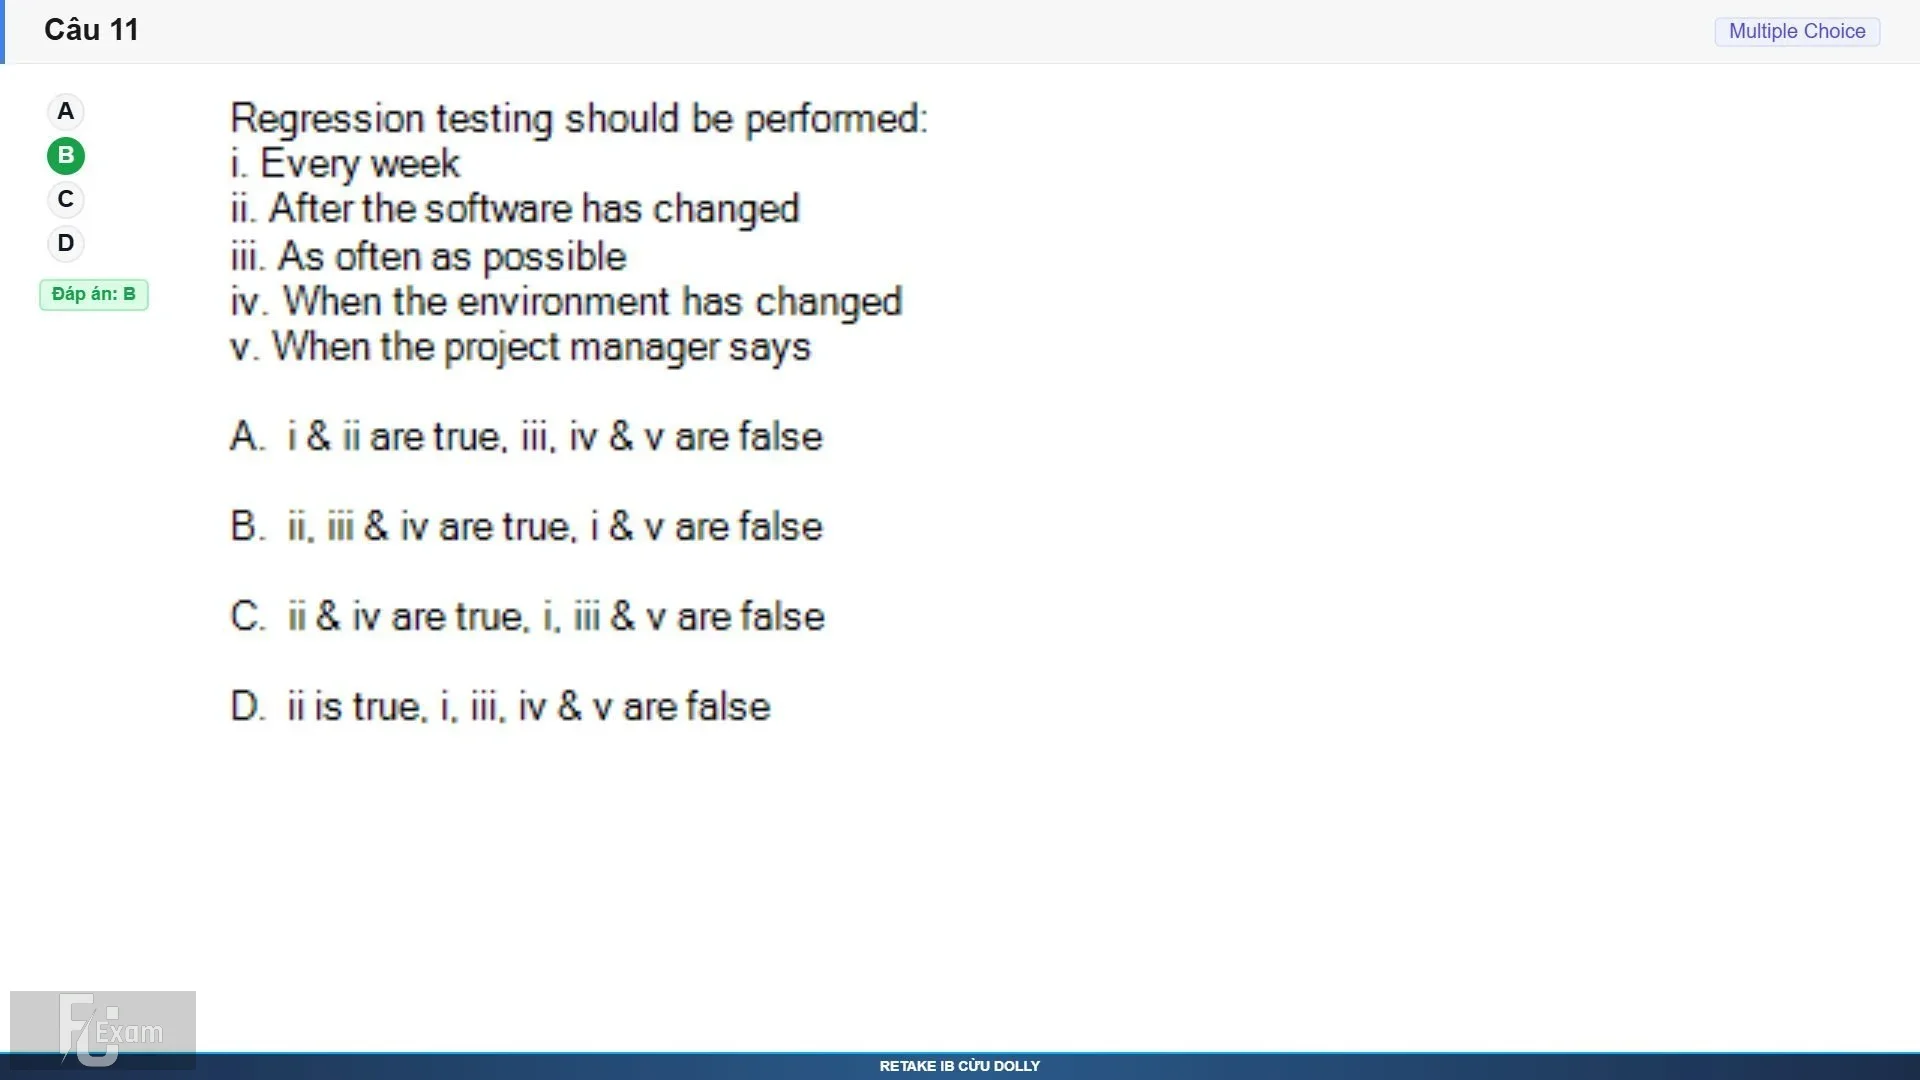 Câu 11
Multiple Choice
A
B
C
D
Đáp án: B
Regression testing should be performed:
i. Every week
ii. After the software has changed
iii. As often as possible
iv. When the environment has changed
v. When the project manager says
A. i & ii are true, iii, iv & v are false
B. ii, iii & iv are true, i & v are false
C. ii & iv are true, i, iii & v are false
D. ii is true, i, iii, iv & v are false
FU Exam
RETAKE IB CỪU DOLLY